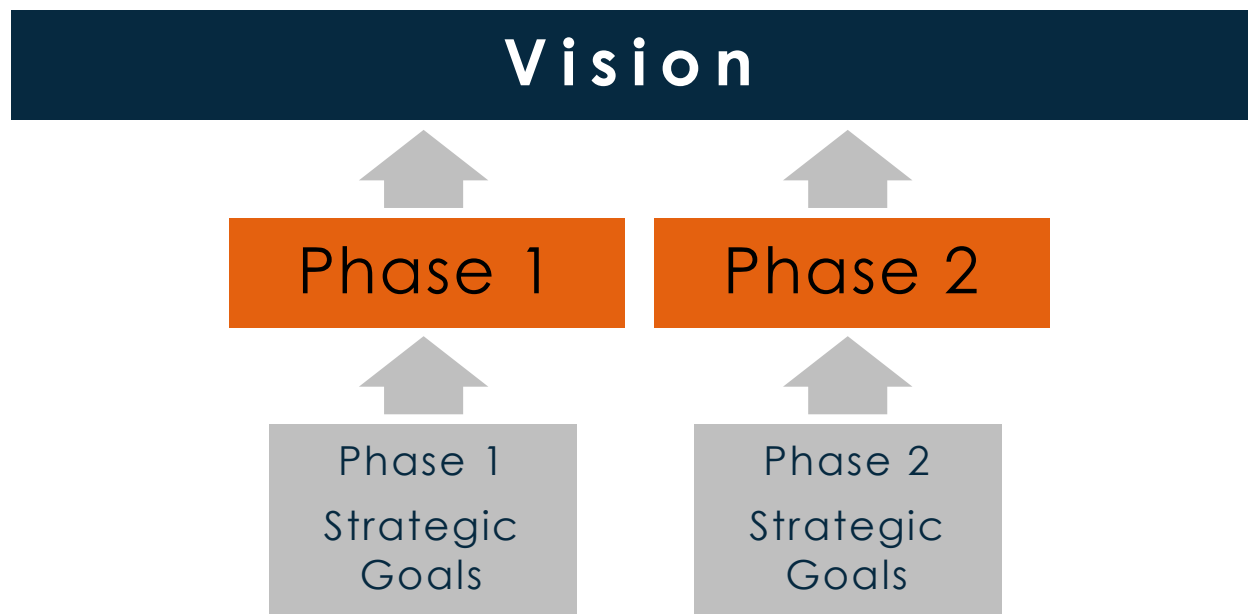 Vision
Phase 1
Phase 2
Phase 1
Strategic
Goals
Phase 2
Strategic
Goals